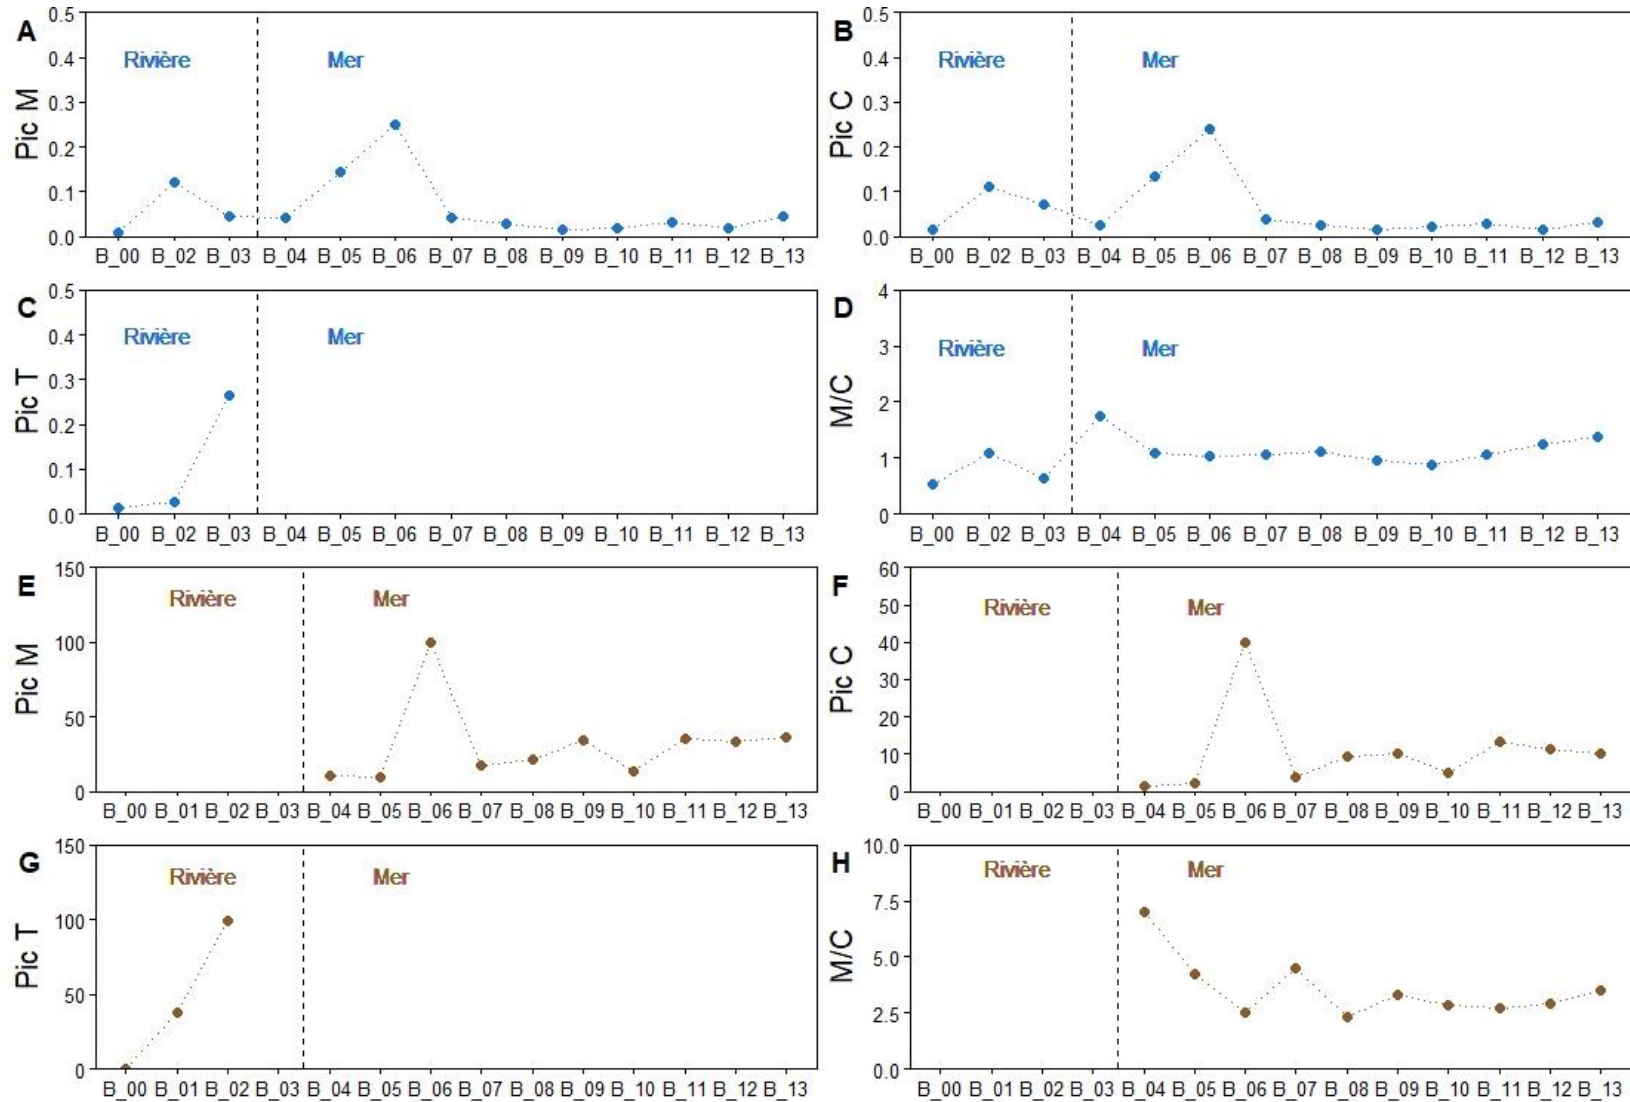 A
Pic M
0.5
0.4
0.3
0.2
0.1
0.0
Rivière Mer
B_00 B_02 B_03 B_04 B_05 B_06 B_07 B_08 B_09 B_10 B_11 B_12 B_13
B
Pic C
0.5
0.4
0.3
0.2
0.1
0.0
Rivière Mer
B_00 B_02 B_03 B_04 B_05 B_06 B_07 B_08 B_09 B_10 B_11 B_12 B_13
C
Pic T
0.5
0.4
0.3
0.2
0.1
0.0
Rivière Mer
B_00 B_02 B_03 B_04 B_05 B_06 B_07 B_08 B_09 B_10 B_11 B_12 B_13
D
M/C
4
3
2
1
0
Rivière Mer
B_00 B_02 B_03 B_04 B_05 B_06 B_07 B_08 B_09 B_10 B_11 B_12 B_13
E
Pic M
150
100
50
0
Rivière Mer
B_00 B_01 B_02 B_03 B_04 B_05 B_06 B_07 B_08 B_09 B_10 B_11 B_12 B_13
F
Pic C
60
50
40
30
20
10
0
Rivière Mer
B_00 B_01 B_02 B_03 B_04 B_05 B_06 B_07 B_08 B_09 B_10 B_11 B_12 B_13
G
Pic T
150
100
50
0
Rivière Mer
B_00 B_01 B_02 B_03 B_04 B_05 B_06 B_07 B_08 B_09 B_10 B_11 B_12 B_13
H
M/C
10.0
7.5
5.0
2.5
0.0
Rivière Mer
B_00 B_01 B_02 B_03 B_04 B_05 B_06 B_07 B_08 B_09 B_10 B_11 B_12 B_13